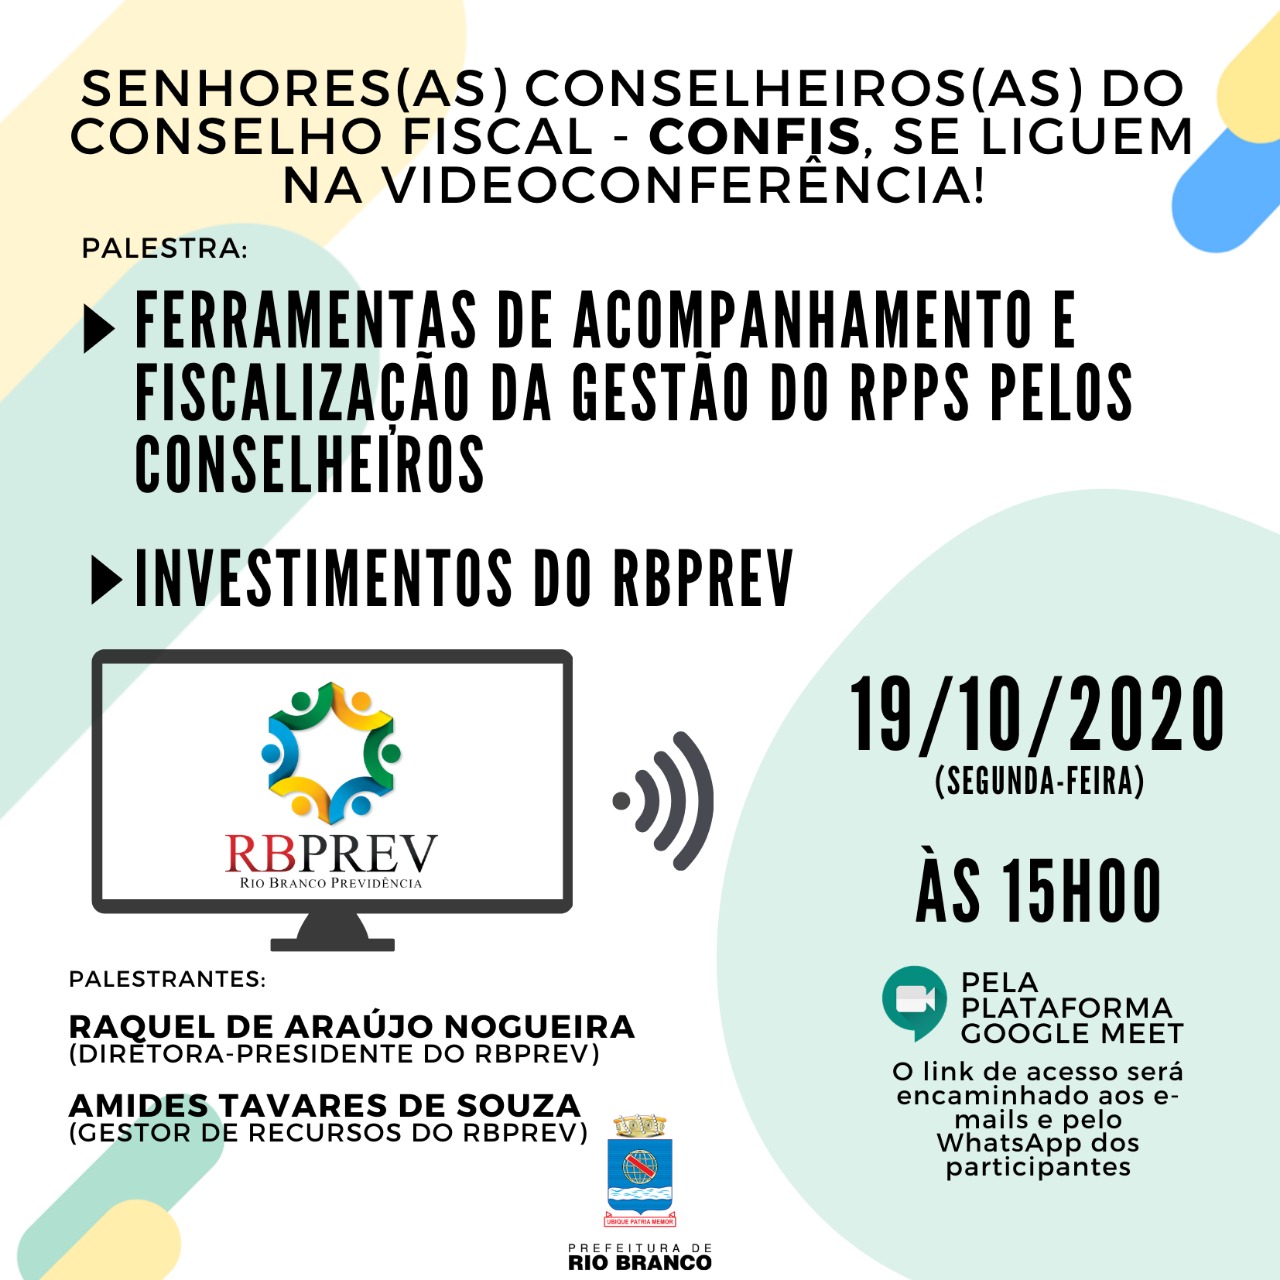 SENHORES(AS) CONSELHEIROS(AS) DO
CONSELHO FISCAL - CONFIS, SE LIGUEM
NA VIDEOCONFERÊNCIA!
PALESTRA:
FERRAMENTAS DE ACOMPANHAMENTO E
FISCALIZAÇÃO DA GESTÃO DO RPPS PELOS
CONSELHEIROS
INVESTIMENTOS DO RBPREV
RBPREV
RIO BRANCO PREVIDÊNCIA
19/10/2020
(SEGUNDA-FEIRA)
ÀS 15H00
PELA
PLATAFORMA
GOOGLE MEET
O link de acesso será
encaminhado aos e-
mails e pelo
WhatsApp dos
participantes
PALESTRANTES:
RAQUEL DE ARAÚJO NOGUEIRA
(DIRETORA-PRESIDENTE DO RBPREV)
AMIDES TAVARES DE SOUZA
(GESTOR DE RECURSOS DO RBPREV)
UBIQUE PATRIA MEMOR
PREFEITURA DE
RIO BRANCO